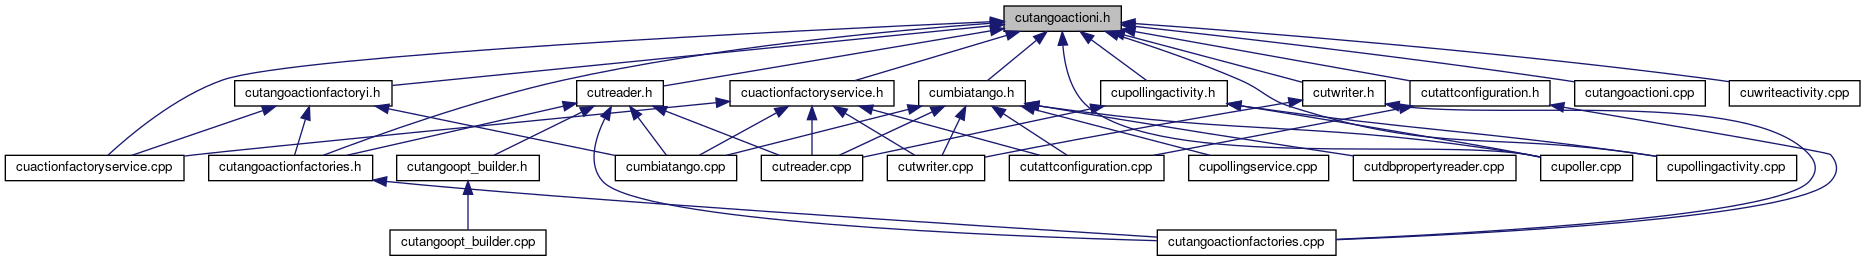 cutangoactioni.h
cutangoactionfactoryi.h
cutreader.h
cuactionfactoryservice.h
cumbiatango.h
cupollingactivity.h
cutwriter.h
cutattconfiguration.h
cutangoactioni.cpp
cuwriteactivity.cpp
cuactionfactoryservice.cpp
cutangoactionfactories.h
cutangoopt_builder.h
cumbiatango.cpp
cutreader.cpp
cutwriter.cpp
cutattconfiguration.cpp
cupollingservice.cpp
cutdbpropertyreader.cpp
cupoller.cpp
cupollingactivity.cpp
cutangoopt_builder.cpp
cutangoactionfactories.cpp